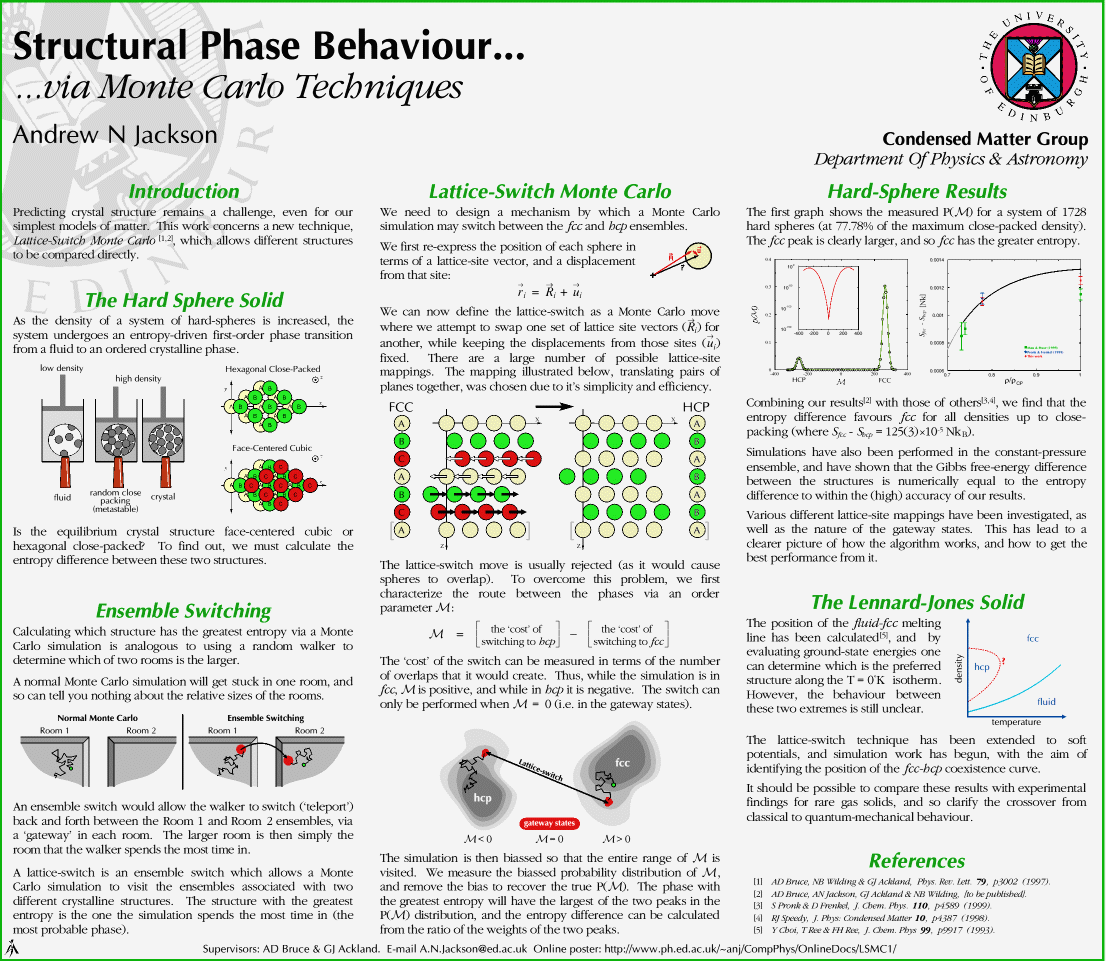 Structural Phase Behaviour...
...via Monte Carlo Techniques
Andrew N Jackson
THE UNIVERSITY OF EDINBURGH
Condensed Matter Group
Department Of Physics & Astronomy
Introduction
Predicting crystal structure remains a challenge, even for our
simplest models of matter. This work concerns a new technique,
Lattice-Switch Monte Carlo [1,2], which allows different structures
to be compared directly.
The Hard Sphere Solid
As the density of a system of hard-spheres is increased, the
system undergoes an entropy-driven first-order phase transition
from a fluid to an ordered crystalline phase.
low density
high density
fluid
random close
packing
(metastable)
crystal
Hexagonal Close-Packed
Face-Centered Cubic
Is the equilibrium crystal structure face-centered cubic or
hexagonal close-packed? To find out, we must calculate the
entropy difference between these two structures.
Ensemble Switching
Calculating which structure has the greatest entropy via a Monte
Carlo simulation is analogous to using a random walker to
determine which of two rooms is the larger.
A normal Monte Carlo simulation will get stuck in one room, and
so can tell you nothing about the relative sizes of the rooms.
Normal Monte Carlo
Ensemble Switching
Room 1
Room 2
Room 1
Room 2
An ensemble switch would allow the walker to switch ('teleport')
back and forth between the Room 1 and Room 2 ensembles, via
a 'gateway' in each room. The larger room is then simply the
room that the walker spends the most time in.
A lattice-switch is an ensemble switch which allows a Monte
Carlo simulation to visit the ensembles associated with two
different crystalline structures. The structure with the greatest
entropy is the one the simulation spends the most time in (the
most probable phase).
Lattice-Switch Monte Carlo
We need to design a mechanism by which a Monte Carlo
simulation may switch between the fcc and hcp ensembles.
We first re-express the position of each sphere in
terms of a lattice-site vector, and a displacement
from that site:
r⃗i = R⃗i + u⃗i
We can now define the lattice-switch as a Monte Carlo move
where we attempt to swap one set of lattice site vectors (R⃗i) for
another, while keeping the displacements from those sites (u⃗i)
fixed. There are a large number of possible lattice-site
mappings. The mapping illustrated below, translating pairs of
planes together, was chosen due to it's simplicity and efficiency.
FCC
HCP
A
B
C
A
B
C
A
x
z
x
z
A
B
A
B
A
B
A
The lattice-switch move is usually rejected (as it would cause
spheres to overlap). To overcome this problem, we first
characterize the route between the phases via an order
parameter M:
M = [the 'cost' of switching to hcp] − [the 'cost' of switching to fcc]
The 'cost' of the switch can be measured in terms of the number
of overlaps that it would create. Thus, while the simulation is in
fcc, M is positive, and while in hcp it is negative. The switch can
only be performed when M = 0 (i.e. in the gateway states).
Lattice-switch
hcp
fcc
gateway states
M < 0
M = 0
M > 0
The simulation is then biassed so that the entire range of M is
visited. We measure the biassed probability distribution of M,
and remove the bias to recover the true P(M). The phase with
the greatest entropy will have the largest of the two peaks in the
P(M) distribution, and the entropy difference can be calculated
from the ratio of the weights of the two peaks.
Hard-Sphere Results
The first graph shows the measured P(M) for a system of 1728
hard spheres (at 77.78% of the maximum close-packed density).
The fcc peak is clearly larger, and so fcc has the greater entropy.
p(M)
0.4
0.3
0.2
0.1
0.0
-400
-200
0
200
400
HCP
M
FCC
-400
400
Sfcc - Shcp [Nk]
0.0014
0.0012
0.001
0.0008
0.0006
0.7
0.8
0.9
1
ρ/ρCP
Combining our results[2] with those of others[3,4], we find that the
entropy difference favours fcc for all densities up to close-
packing (where Sfcc - Shcp = 125(3)×10-5 NkB).
Simulations have also been performed in the constant-pressure
ensemble, and have shown that the Gibbs free-energy difference
between the structures is numerically equal to the entropy
difference to within the (high) accuracy of our results.
Various different lattice-site mappings have been investigated, as
well as the nature of the gateway states. This has lead to a
clearer picture of how the algorithm works, and how to get the
best performance from it.
The Lennard-Jones Solid
The position of the fluid-fcc melting
line has been calculated[5], and by
evaluating ground-state energies one
can determine which is the preferred
structure along the T = 0°K isotherm.
However, the behaviour between
these two extremes is still unclear.
density
fcc
hcp
?
fluid
temperature
The lattice-switch technique has been extended to soft
potentials, and simulation work has begun, with the aim of
identifying the position of the fcc-hcp coexistence curve.
It should be possible to compare these results with experimental
findings for rare gas solids, and so clarify the crossover from
classical to quantum-mechanical behaviour.
References
[1] AD Bruce, NB Wilding & GJ Ackland, Phys. Rev. Lett. 79, p3002 (1997).
[2] AD Bruce, AN Jackson, GJ Ackland & NB Wilding, [to be published].
[3] S Pronk & D Frenkel, J. Chem. Phys. 110, p4589 (1999).
[4] RJ Speedy, J. Phys: Condensed Matter 10, p4387 (1998).
[5] Y Choi, T Ree & FH Ree, J. Chem. Phys 99, p9917 (1993).
Supervisors: AD Bruce & GJ Ackland. E-mail A.N.Jackson@ed.ac.uk Online poster: http://www.ph.ed.ac.uk/~anj/CompPhys/OnlineDocs/LSMC1/